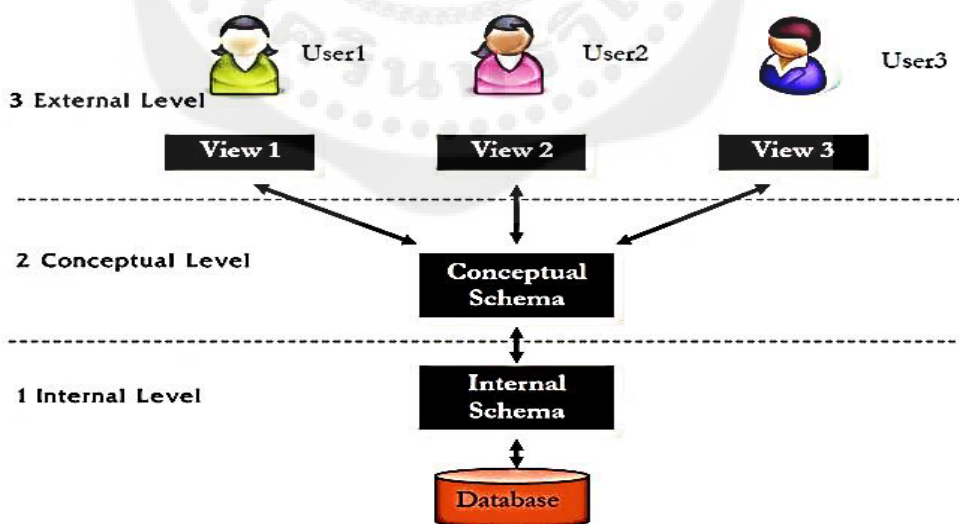 User1
User2
User3
3 External Level
View 1
View 2
View 3
2 Conceptual Level
Conceptual
Schema
1 Internal Level
Internal
Schema
Database